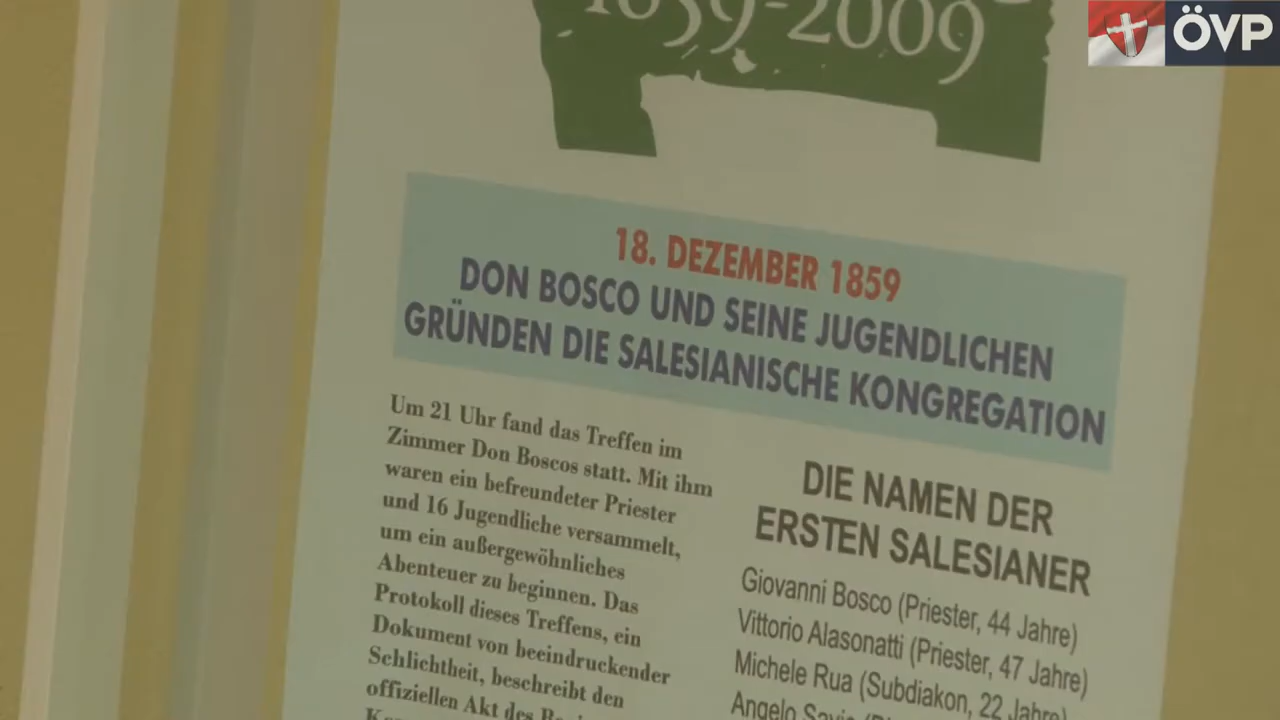 1859-2009
ÖVP
18. DEZEMBER 1859
DON BOSCO UND SEINE JUGENDLICHEN
GRÜNDEN DIE SALESIANISCHE KONGREGATION
Um 21 Uhr fand das Treffen im
Zimmer Don Boscos statt. Mit ihm
waren ein befreundeter Priester
und 16 Jugendliche versammelt,
um ein außergewöhnliches
Abenteuer zu beginnen. Das
Protokoll dieses Treffens, ein
Dokument von beeindruckender
Schlichtheit, beschreibt den
offiziellen Akt des
DIE NAMEN DER
ERSTEN SALESIANER
Giovanni Bosco (Priester, 44 Jahre)
Vittorio Alasonatti (Priester, 47 Jahre)
Michele Rua (Subdiakon, 22 Jahre)
Angelo Savio